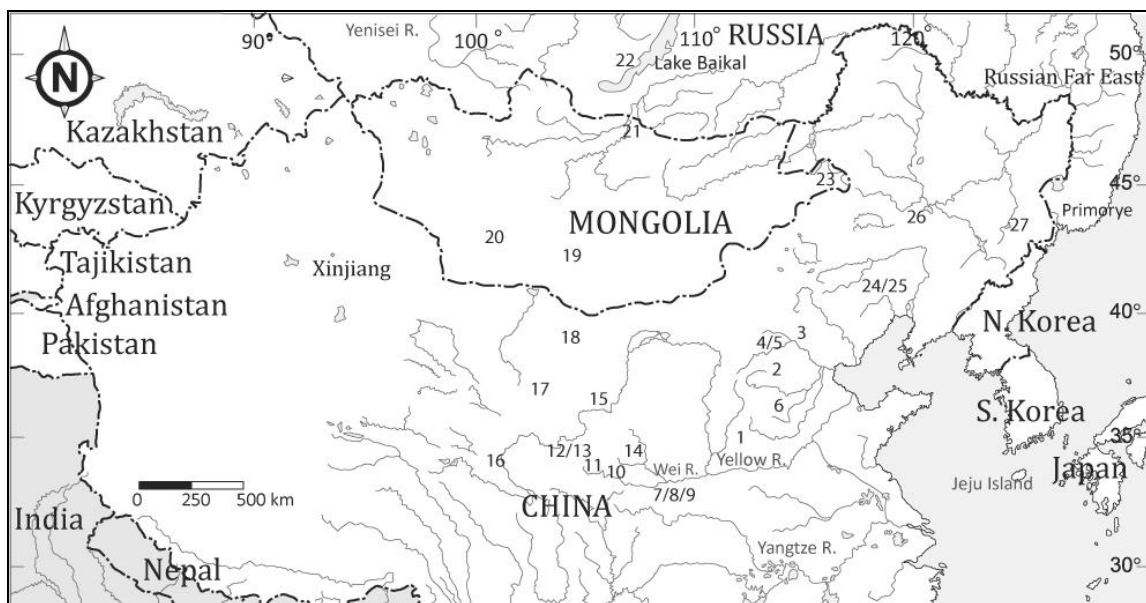 90°
Yenisei R.
100°
110°
RUSSIA
120°
50°
N
22
Lake Baikal
Russian Far East
Kazakhstan
21
45°
Kyrgyzstan
23
Primorye
MONGOLIA
26
27
20
19
Tajikistan
Xinjiang
24/25
Afghanistan
40°
N. Korea
Pakistan
18
3
4/5
2
17
15
6
S. Korea
35°
1
12/13
14
16
11
10
Wei R.
Yellow R.
Japan
0 250 500 km
7/8/9
Jeju Island
India
CHINA
Yangtze R.
Nepal
30°